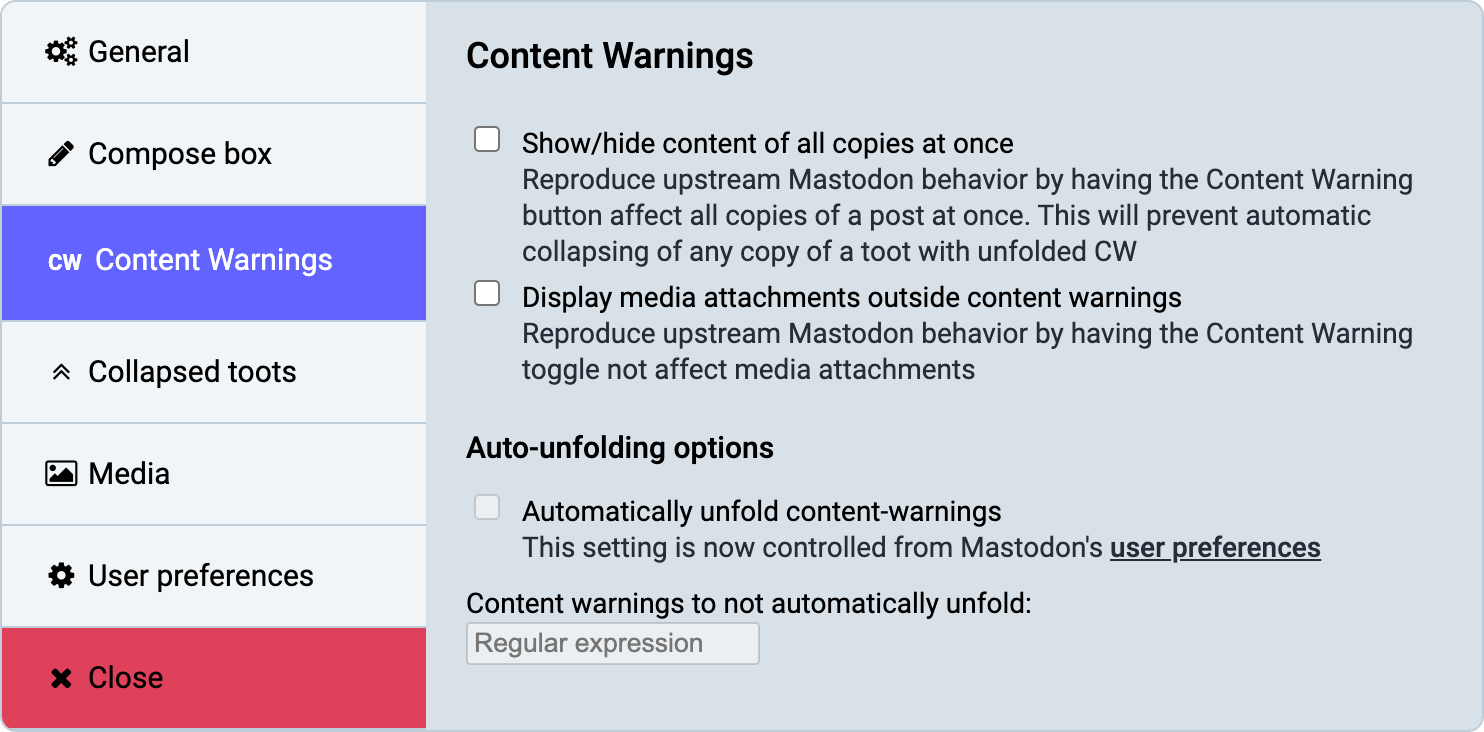 General
Compose box
CW Content Warnings
Collapsed toots
Media
User preferences
Close
Content Warnings
Show/hide content of all copies at once
Reproduce upstream Mastodon behavior by having the Content Warning
button affect all copies of a post at once. This will prevent automatic
collapsing of any copy of a toot with unfolded CW
Display media attachments outside content warnings
Reproduce upstream Mastodon behavior by having the Content Warning
toggle not affect media attachments
Auto-unfolding options
Automatically unfold content-warnings
This setting is now controlled from Mastodon's user preferences
Content warnings to not automatically unfold:
Regular expression